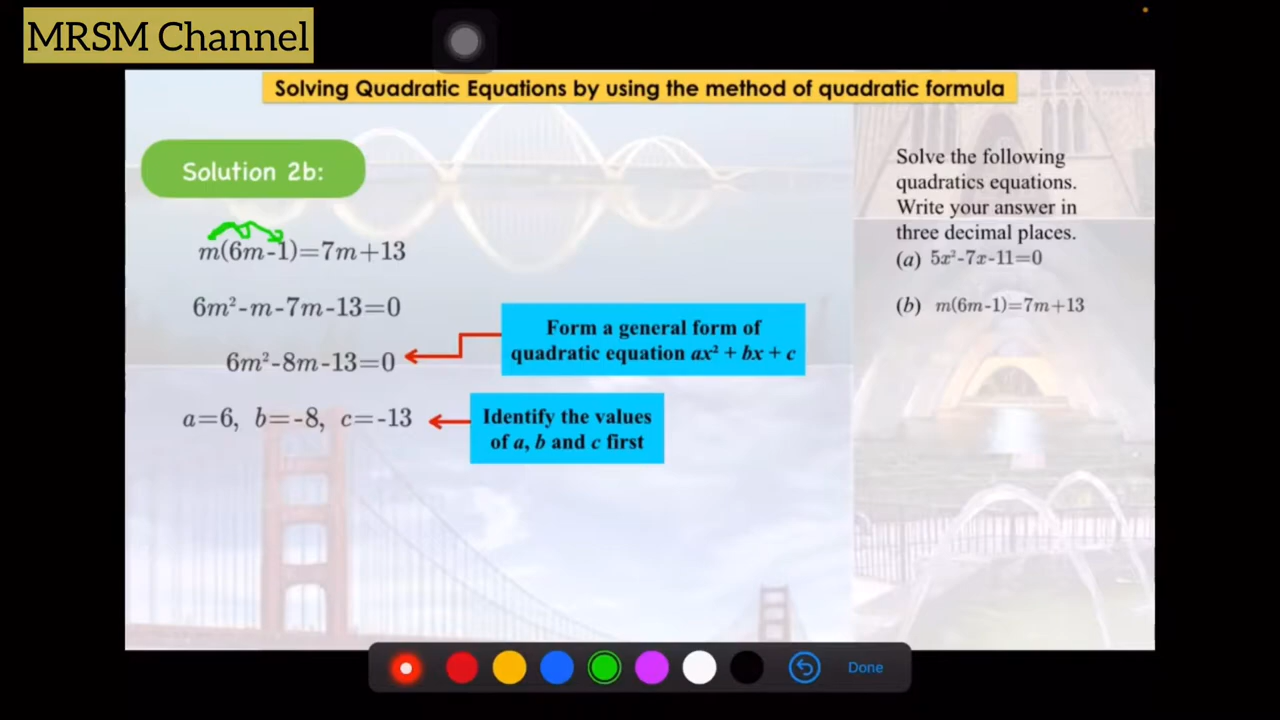 MRSM Channel
Solving Quadratic Equations by using the method of quadratic formula
Solution 2b:
m(6m-1)=7m+13
6m²-m-7m-13=0
6m²-8m-13=0
a=6, b=-8, c=-13
Form a general form of
quadratic equation ax² + bx + c
Identify the values
of a, b and c first
Solve the following
quadratics equations.
Write your answer in
three decimal places.
(a) 5x²-7x-11=0
(b) m(6m-1)=7m+13
Done